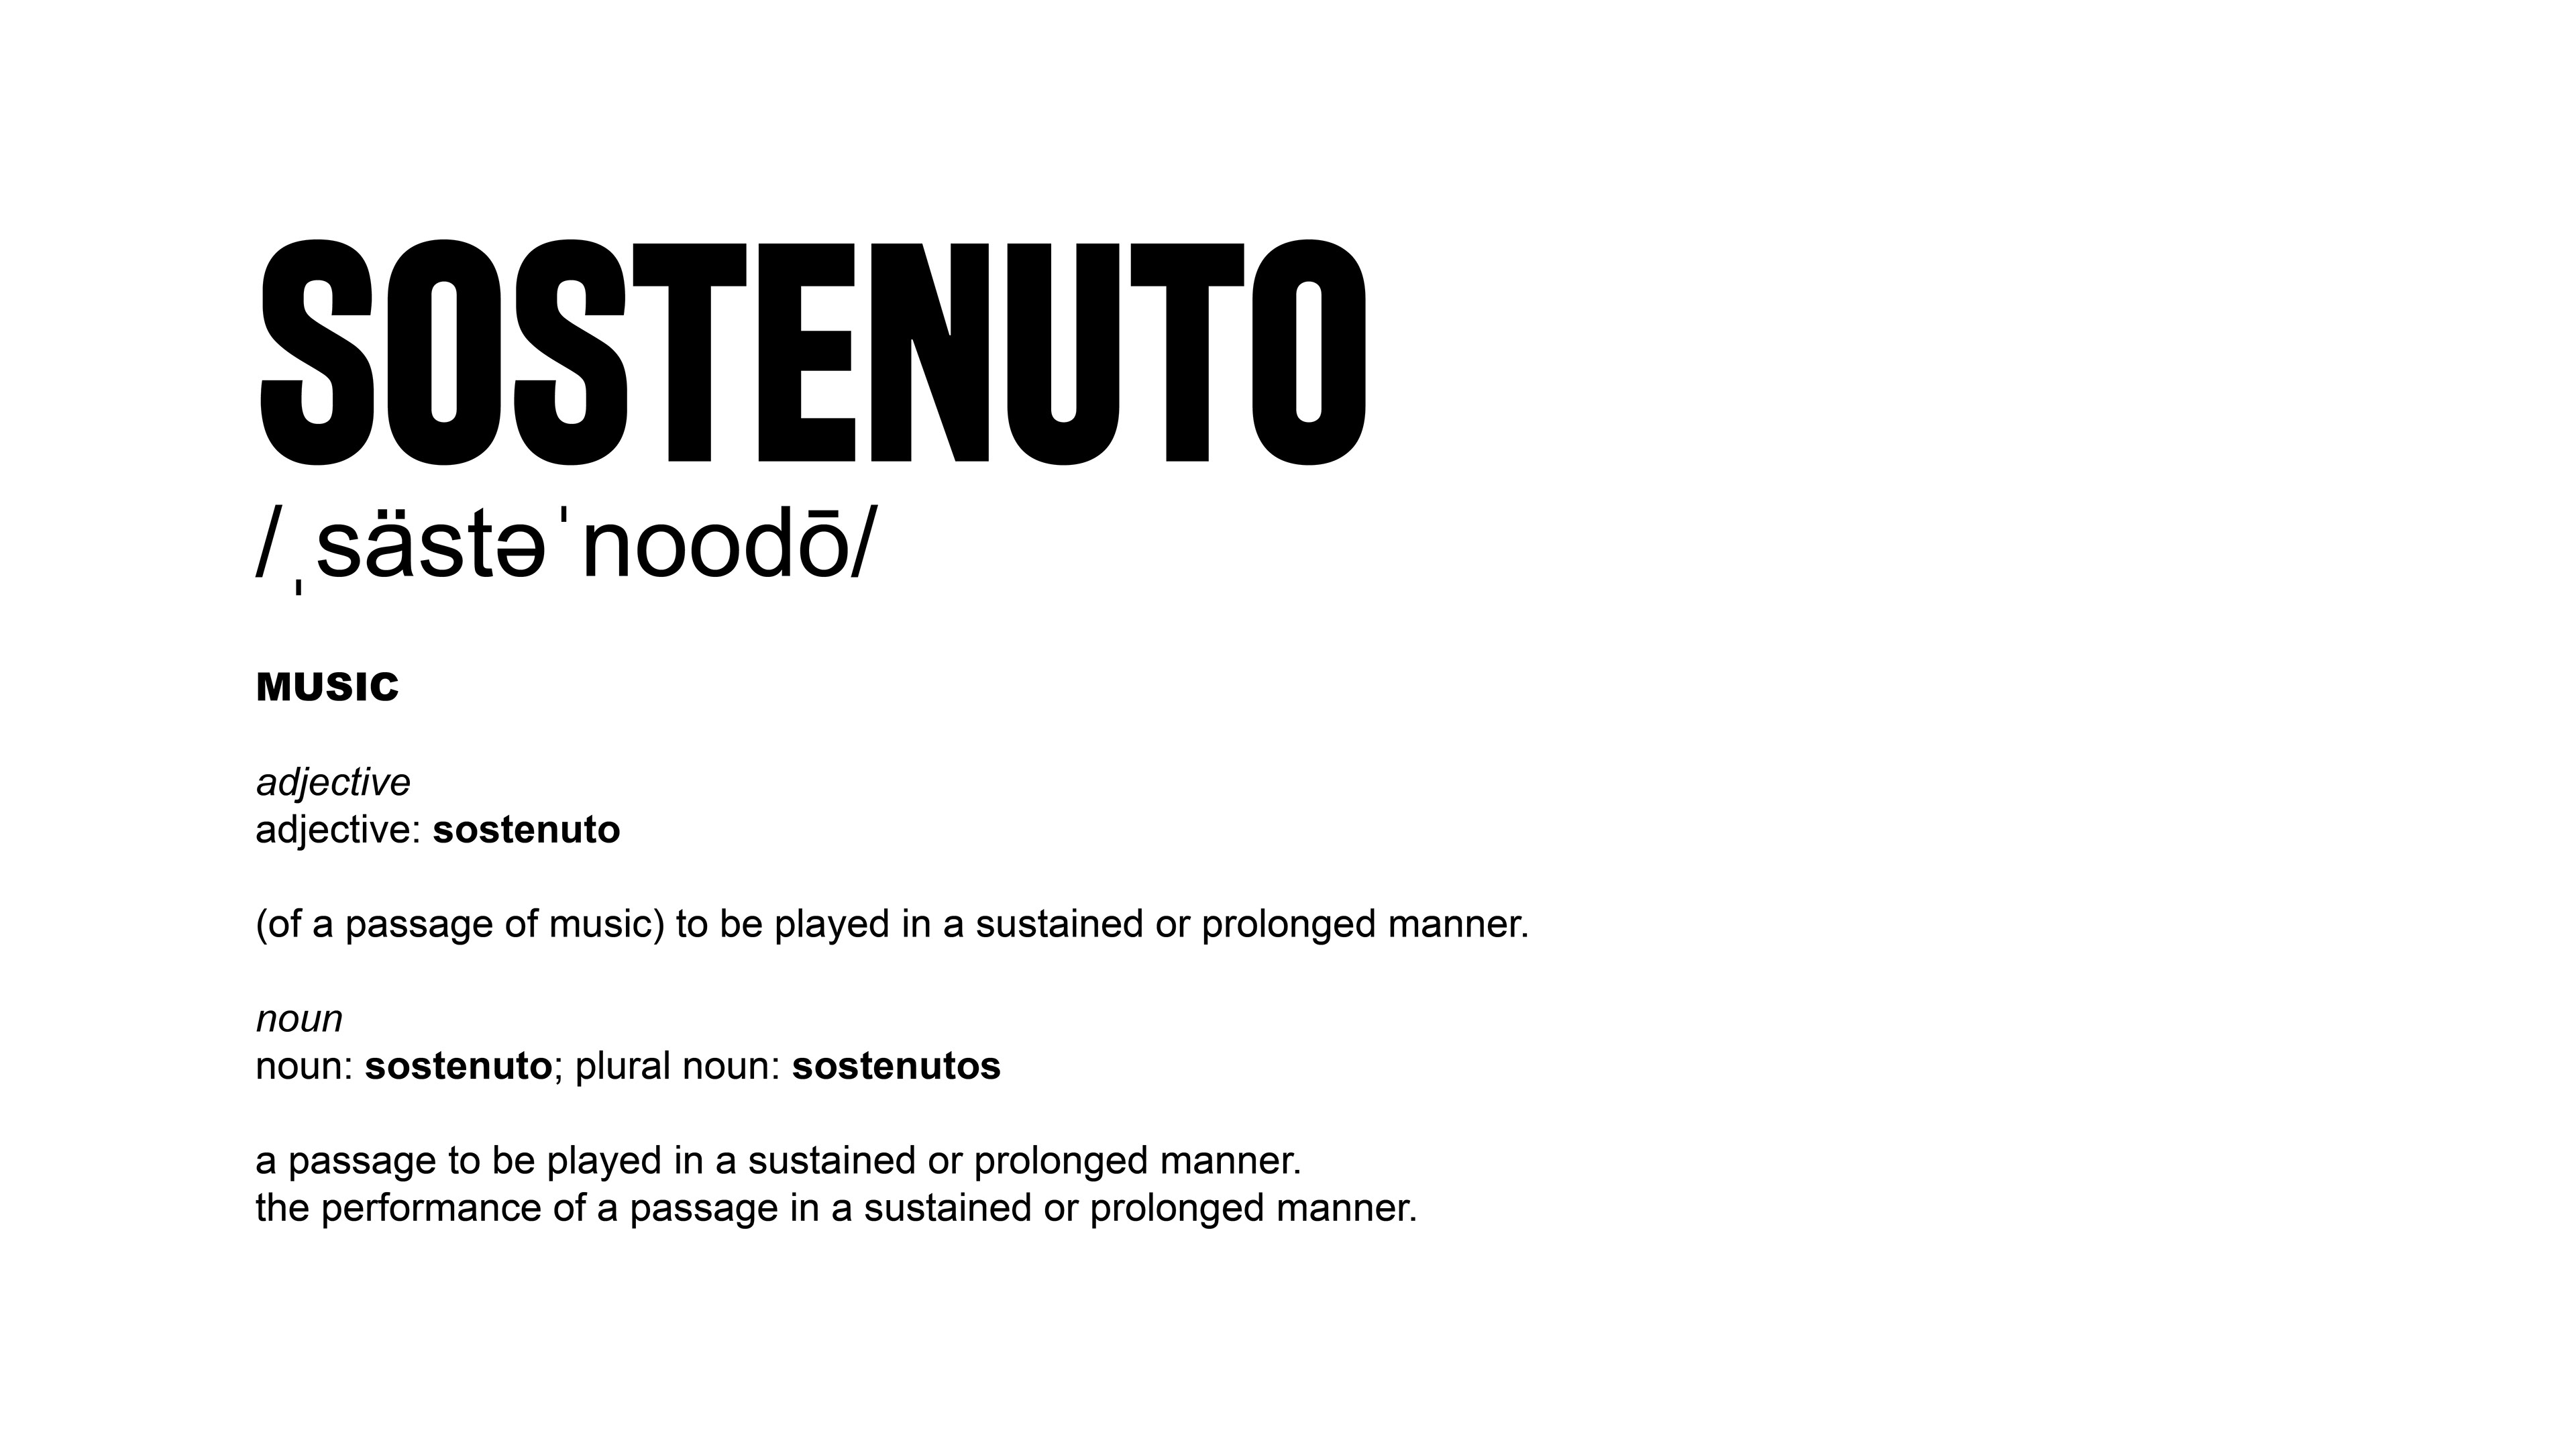 SOSTENUTO
/ˌsästəˈnoodō/
MUSIC
adjective
adjective: sostenuto
(of a passage of music) to be played in a sustained or prolonged manner.
noun
noun: sostenuto; plural noun: sostenutos
a passage to be played in a sustained or prolonged manner.
the performance of a passage in a sustained or prolonged manner.